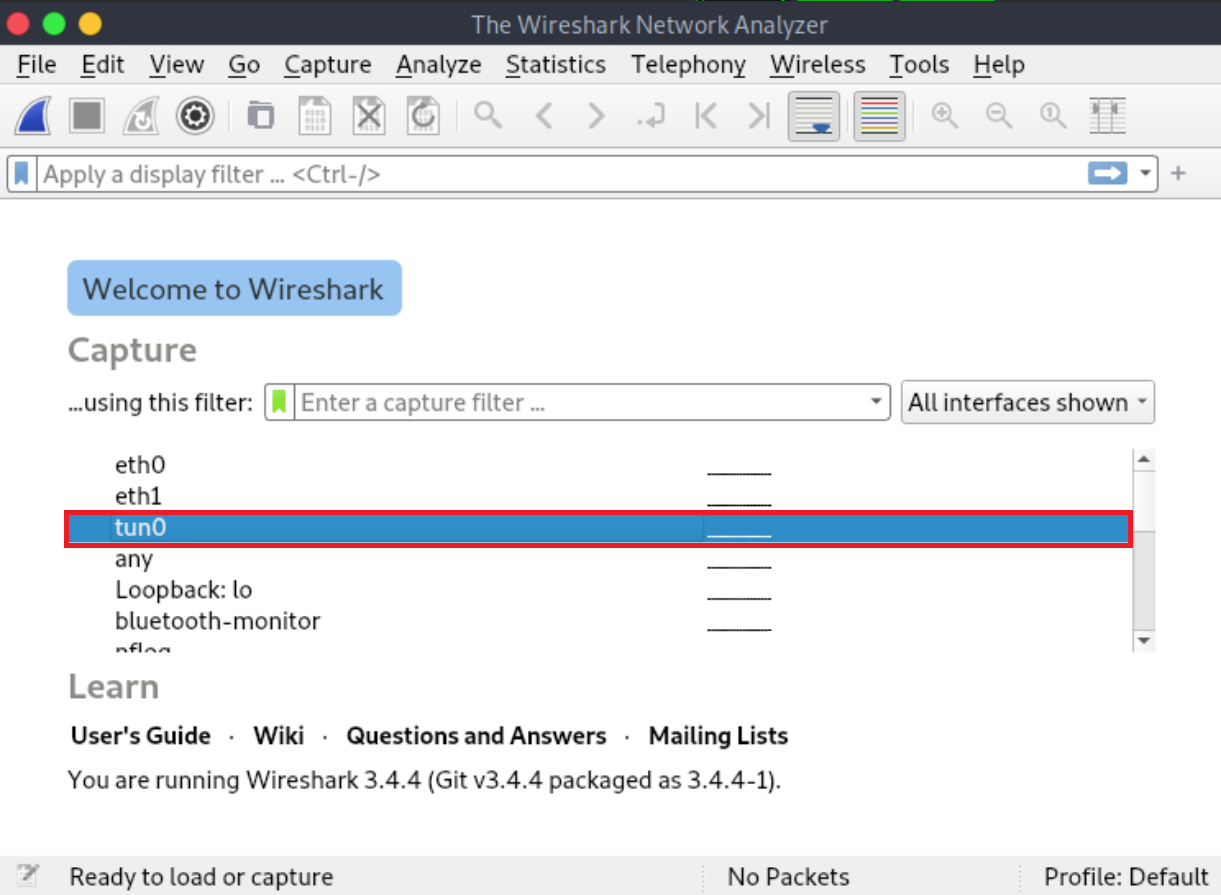 The Wireshark Network Analyzer
File Edit View Go Capture Analyze Statistics Telephony Wireless Tools Help
Apply a display filter … <Ctrl-/>
Welcome to Wireshark
Capture
…using this filter: Enter a capture filter … All interfaces shown
eth0
eth1
tun0
any
Loopback: lo
bluetooth-monitor
nflog
Learn
User's Guide · Wiki · Questions and Answers · Mailing Lists
You are running Wireshark 3.4.4 (Git v3.4.4 packaged as 3.4.4-1).
Ready to load or capture No Packets Profile: Default